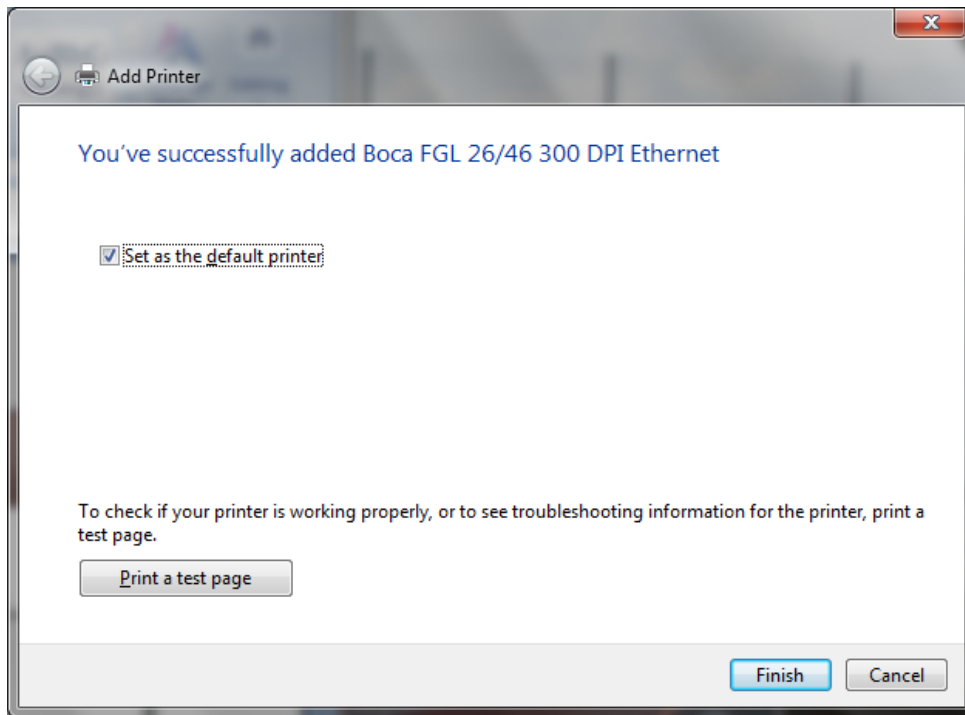 Add Printer
You've successfully added Boca FGL 26/46 300 DPI Ethernet
Set as the default printer
To check if your printer is working properly, or to see troubleshooting information for the printer, print a
test page.
Print a test page
Finish Cancel